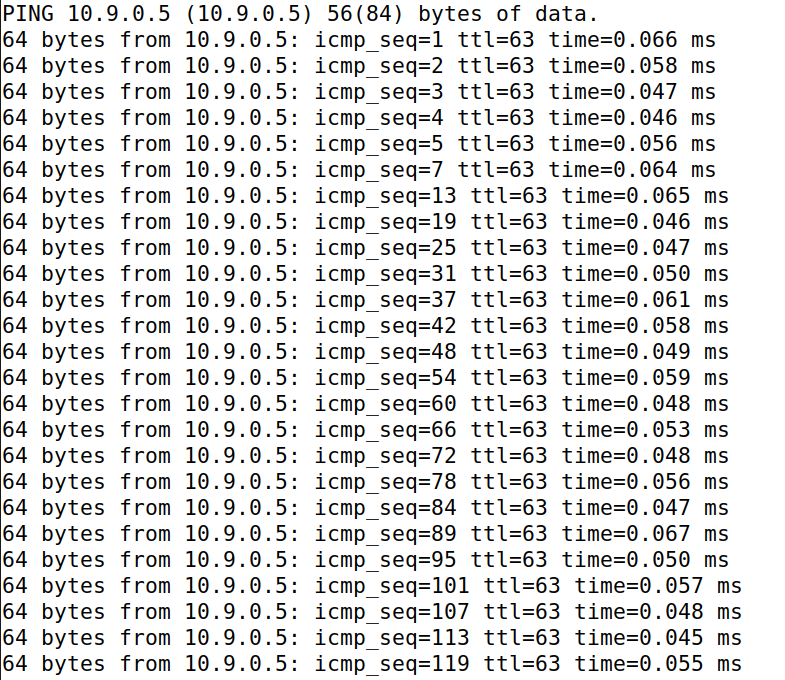 PING 10.9.0.5 (10.9.0.5) 56(84) bytes of data.
64 bytes from 10.9.0.5: icmp_seq=1 ttl=63 time=0.066 ms
64 bytes from 10.9.0.5: icmp_seq=2 ttl=63 time=0.058 ms
64 bytes from 10.9.0.5: icmp_seq=3 ttl=63 time=0.047 ms
64 bytes from 10.9.0.5: icmp_seq=4 ttl=63 time=0.046 ms
64 bytes from 10.9.0.5: icmp_seq=5 ttl=63 time=0.056 ms
64 bytes from 10.9.0.5: icmp_seq=7 ttl=63 time=0.064 ms
64 bytes from 10.9.0.5: icmp_seq=13 ttl=63 time=0.065 ms
64 bytes from 10.9.0.5: icmp_seq=19 ttl=63 time=0.046 ms
64 bytes from 10.9.0.5: icmp_seq=25 ttl=63 time=0.047 ms
64 bytes from 10.9.0.5: icmp_seq=31 ttl=63 time=0.050 ms
64 bytes from 10.9.0.5: icmp_seq=37 ttl=63 time=0.061 ms
64 bytes from 10.9.0.5: icmp_seq=42 ttl=63 time=0.058 ms
64 bytes from 10.9.0.5: icmp_seq=48 ttl=63 time=0.049 ms
64 bytes from 10.9.0.5: icmp_seq=54 ttl=63 time=0.059 ms
64 bytes from 10.9.0.5: icmp_seq=60 ttl=63 time=0.048 ms
64 bytes from 10.9.0.5: icmp_seq=66 ttl=63 time=0.053 ms
64 bytes from 10.9.0.5: icmp_seq=72 ttl=63 time=0.048 ms
64 bytes from 10.9.0.5: icmp_seq=78 ttl=63 time=0.056 ms
64 bytes from 10.9.0.5: icmp_seq=84 ttl=63 time=0.047 ms
64 bytes from 10.9.0.5: icmp_seq=89 ttl=63 time=0.067 ms
64 bytes from 10.9.0.5: icmp_seq=95 ttl=63 time=0.050 ms
64 bytes from 10.9.0.5: icmp_seq=101 ttl=63 time=0.057 ms
64 bytes from 10.9.0.5: icmp_seq=107 ttl=63 time=0.048 ms
64 bytes from 10.9.0.5: icmp_seq=113 ttl=63 time=0.045 ms
64 bytes from 10.9.0.5: icmp_seq=119 ttl=63 time=0.055 ms